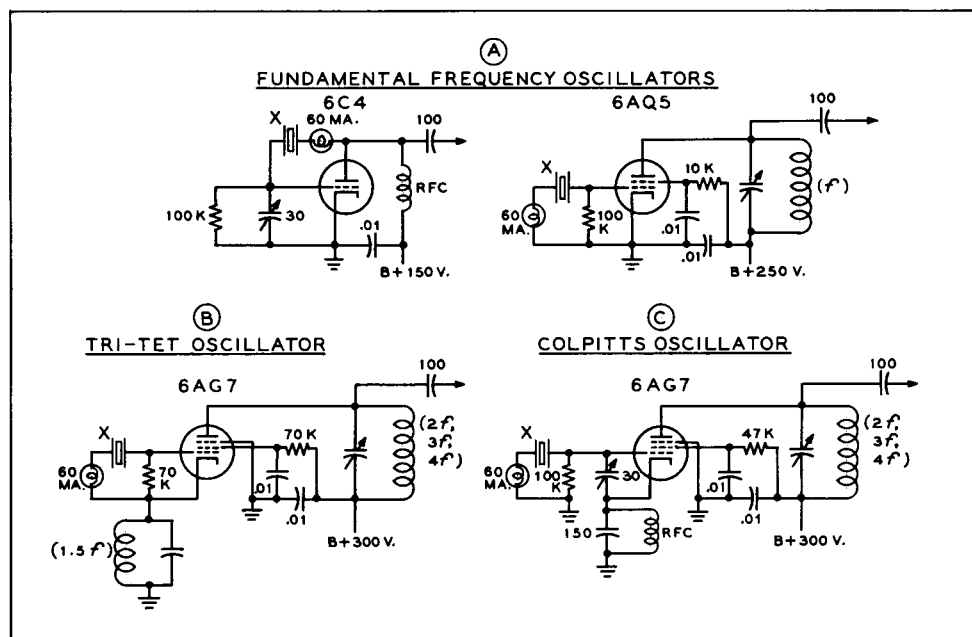 A
FUNDAMENTAL FREQUENCY OSCILLATORS
6C4
X
60 MA.
100
100 K
30
.01
RFC
B+150 V.
6AQ5
100
X
60
MA.
100
K
10 K
.01
.01
(f)
B+250 V.
B
TRI-TET OSCILLATOR
6AG7
100
X
60
MA.
70
K
70 K
.01
.01
(2f,
3f,
4f)
(1.5f)
B+300 V.
C
COLPITTS OSCILLATOR
6AG7
100
X
60
MA.
100
K
30
47 K
.01
.01
(2f,
3f,
4f)
150
RFC
B+300 V.